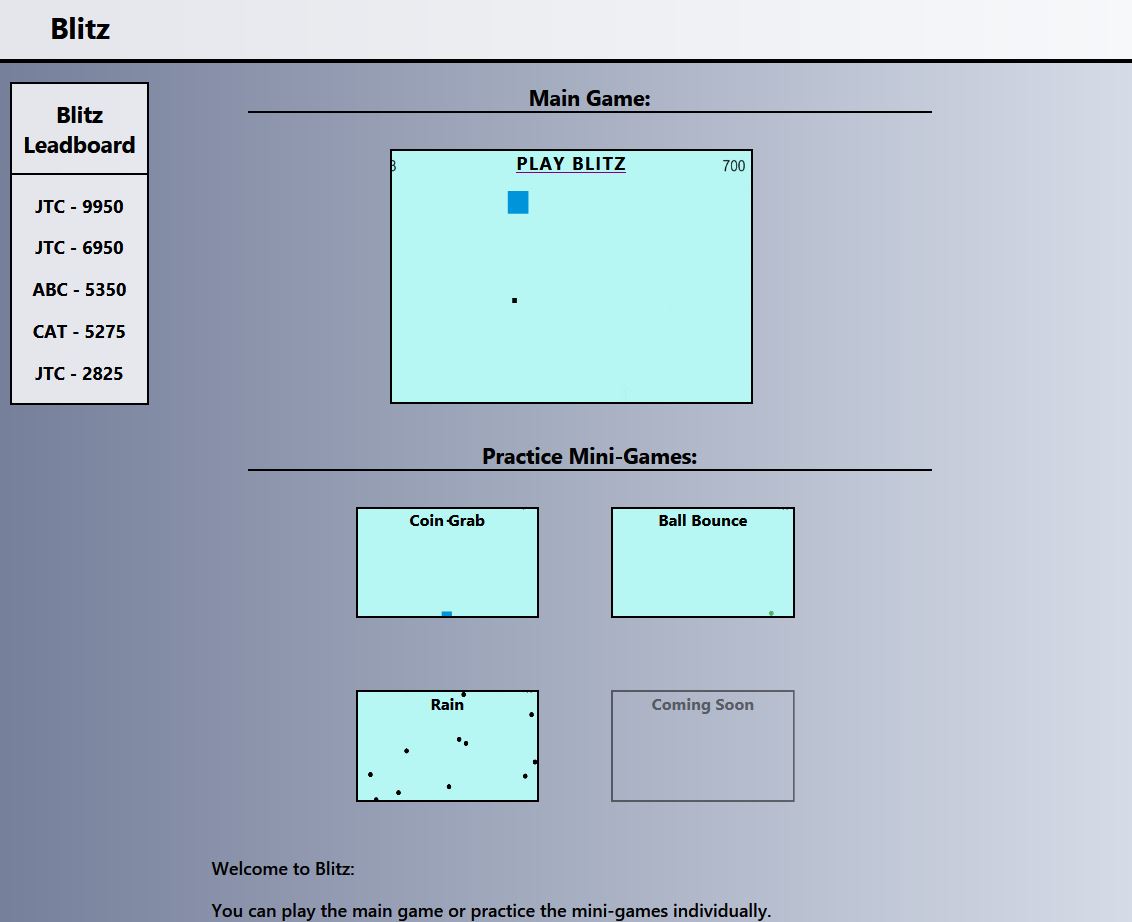 Blitz
Blitz
Leadboard
JTC - 9950
JTC - 6950
ABC - 5350
CAT - 5275
JTC - 2825
Main Game:
PLAY BLITZ
700
Practice Mini-Games:
Coin Grab
Ball Bounce
Rain
Coming Soon
Welcome to Blitz:
You can play the main game or practice the mini-games individually.